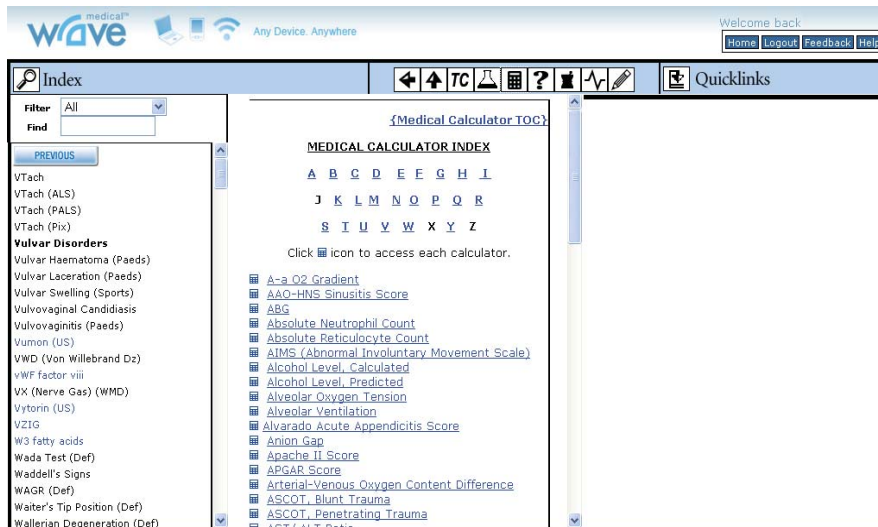 medical™
wave
Any Device. Anywhere
Welcome back
Home Logout Feedback Help
Index
TC
?
Quicklinks
Filter All
Find
PREVIOUS
VTach
VTach (ALS)
VTach (PALS)
VTach (Pix)
Vulvar Disorders
Vulvar Haematoma (Paeds)
Vulvar Laceration (Paeds)
Vulvar Swelling (Sports)
Vulvovaginal Candidiasis
Vulvovaginitis (Paeds)
Vumon (US)
VWD (Von Willebrand Dz)
vWF factor viii
VX (Nerve Gas) (WMD)
Vytorin (US)
VZIG
W3 fatty acids
Wada Test (Def)
Waddell's Signs
WAGR (Def)
Waiter's Tip Position (Def)
Wallerian Degeneration (Def)
{Medical Calculator TOC}
MEDICAL CALCULATOR INDEX
A B C D E F G H I
J K L M N O P Q R
S T U V W X Y Z
Click icon to access each calculator.
A-a O2 Gradient
AAO-HNS Sinusitis Score
ABG
Absolute Neutrophil Count
Absolute Reticulocyte Count
AIMS (Abnormal Involuntary Movement Scale)
Alcohol Level, Calculated
Alcohol Level, Predicted
Alveolar Oxygen Tension
Alveolar Ventilation
Alvarado Acute Appendicitis Score
Anion Gap
Apache II Score
APGAR Score
Arterial-Venous Oxygen Content Difference
ASCOT, Blunt Trauma
ASCOT, Penetrating Trauma
AST/ALT Ratio